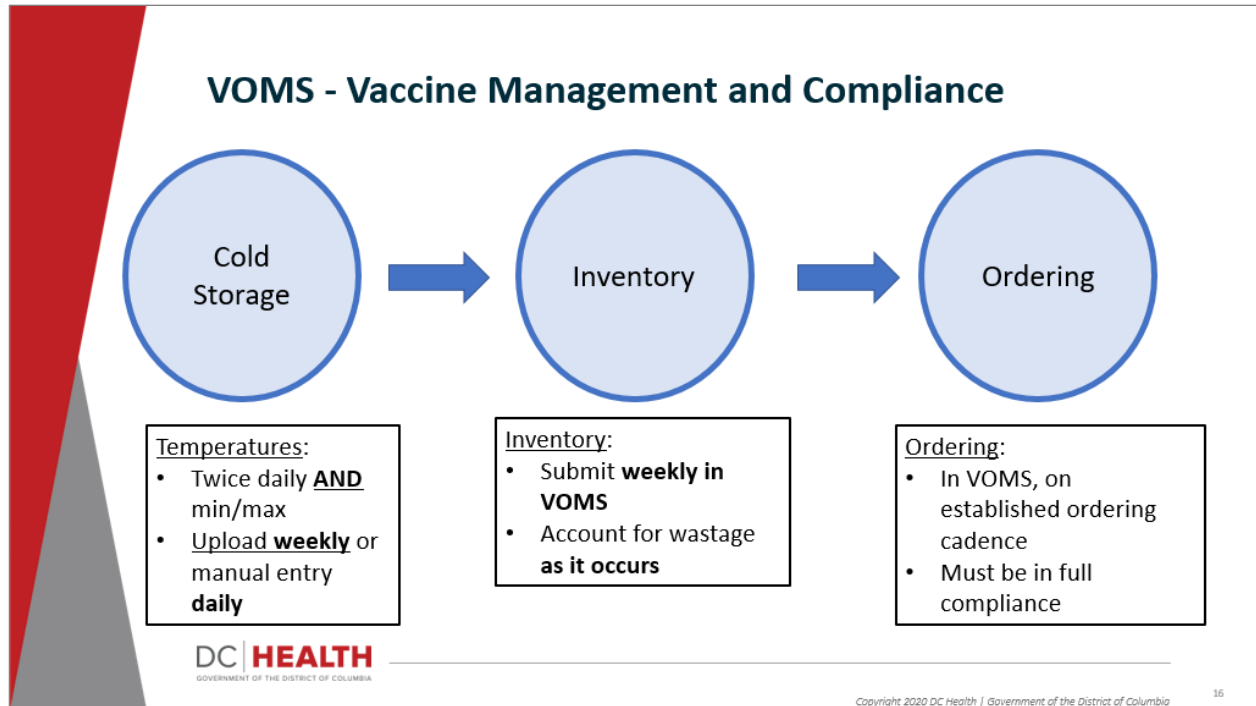 VOMS - Vaccine Management and Compliance
Cold
Storage
Inventory
Ordering
Temperatures:
• Twice daily AND
min/max
• Upload weekly or
manual entry
daily
Inventory:
• Submit weekly in
VOMS
• Account for wastage
as it occurs
Ordering:
• In VOMS, on
established ordering
cadence
• Must be in full
compliance
DC HEALTH
GOVERNMENT OF THE DISTRICT OF COLUMBIA
Copyright 2020 DC Health | Government of the District of Columbia
16